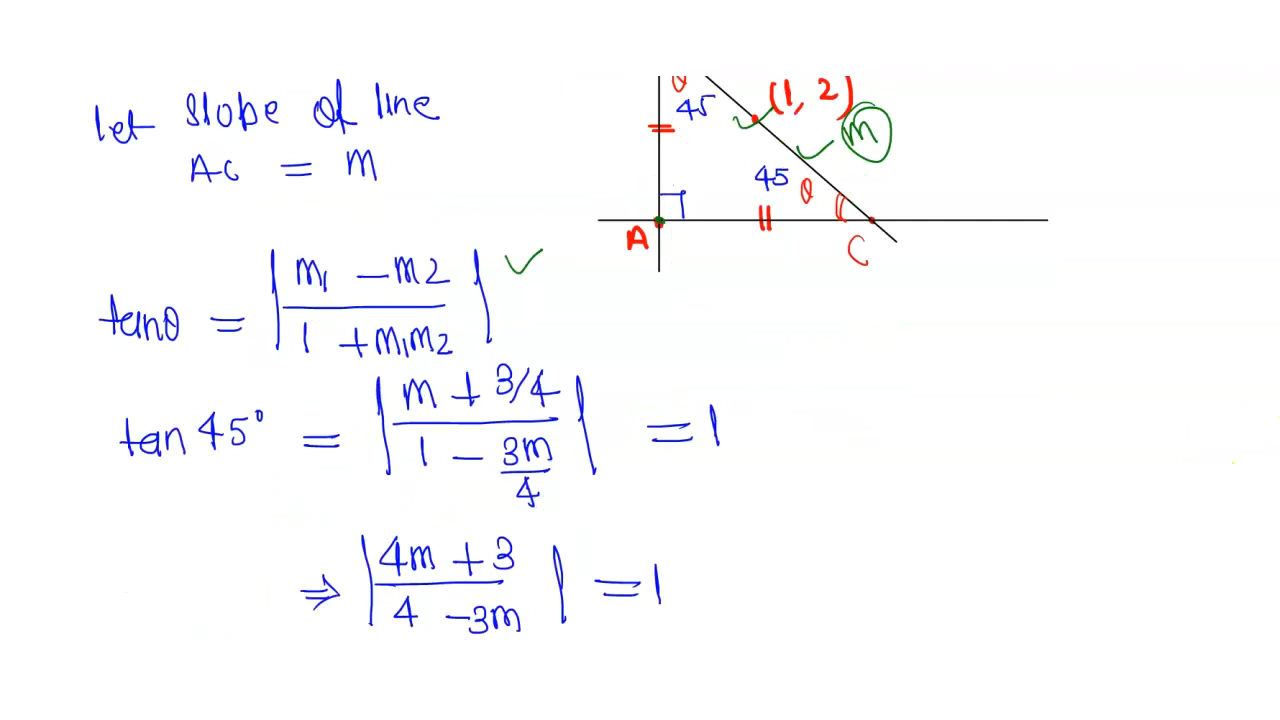 let slope of line
AC = m
θ
45
(1, 2)
m
45 θ
A
C
tanθ = | m1 - m2 / 1 + m1m2 |
tan 45° = | m + 3/4 / 1 - 3m/4 | = 1
⇒ | 4m + 3 / 4 - 3m | = 1